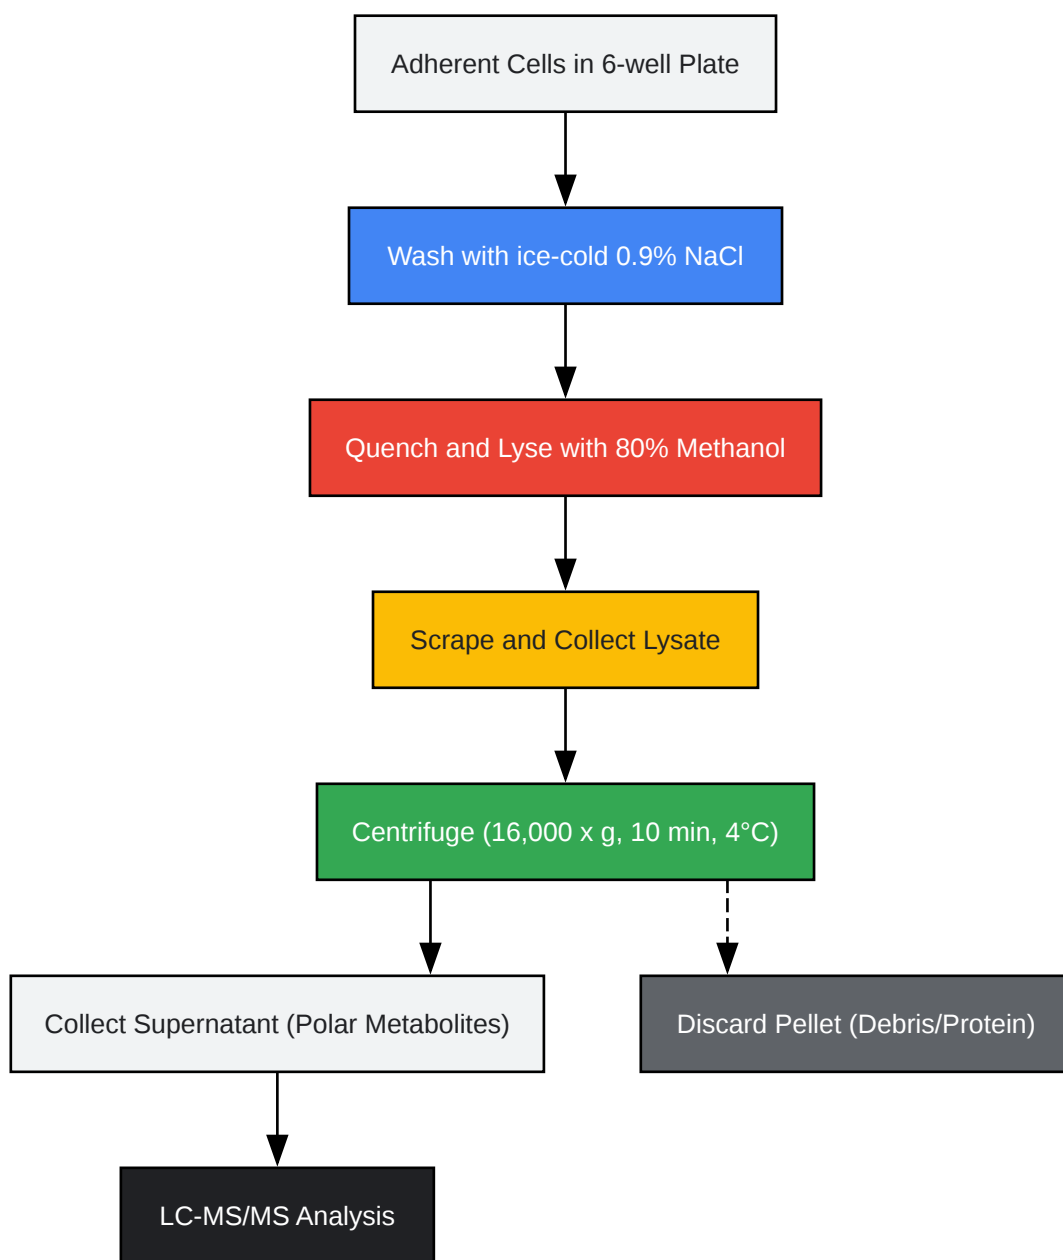 Adherent Cells in 6-well Plate
Wash with ice-cold 0.9% NaCl
Quench and Lyse with 80% Methanol
Scrape and Collect Lysate
Centrifuge (16,000 x g, 10 min, 4°C)
Collect Supernatant (Polar Metabolites)
Discard Pellet (Debris/Protein)
LC-MS/MS Analysis